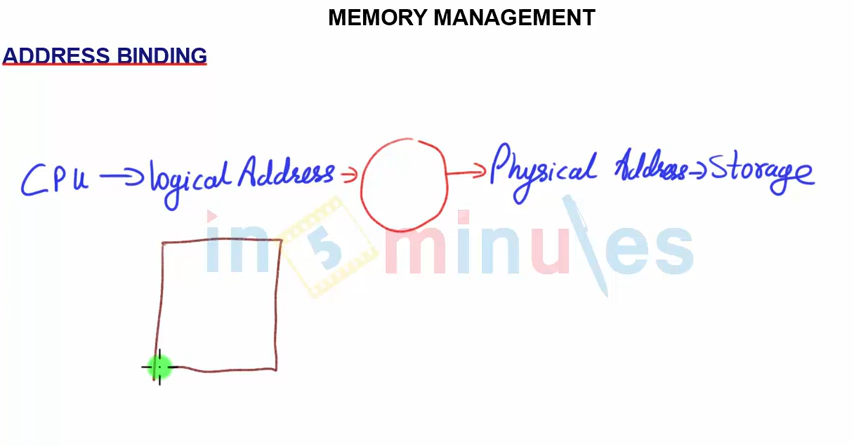 MEMORY MANAGEMENT
ADDRESS BINDING
CPU → logical Address → Physical Address → Storage
in 5 minutes